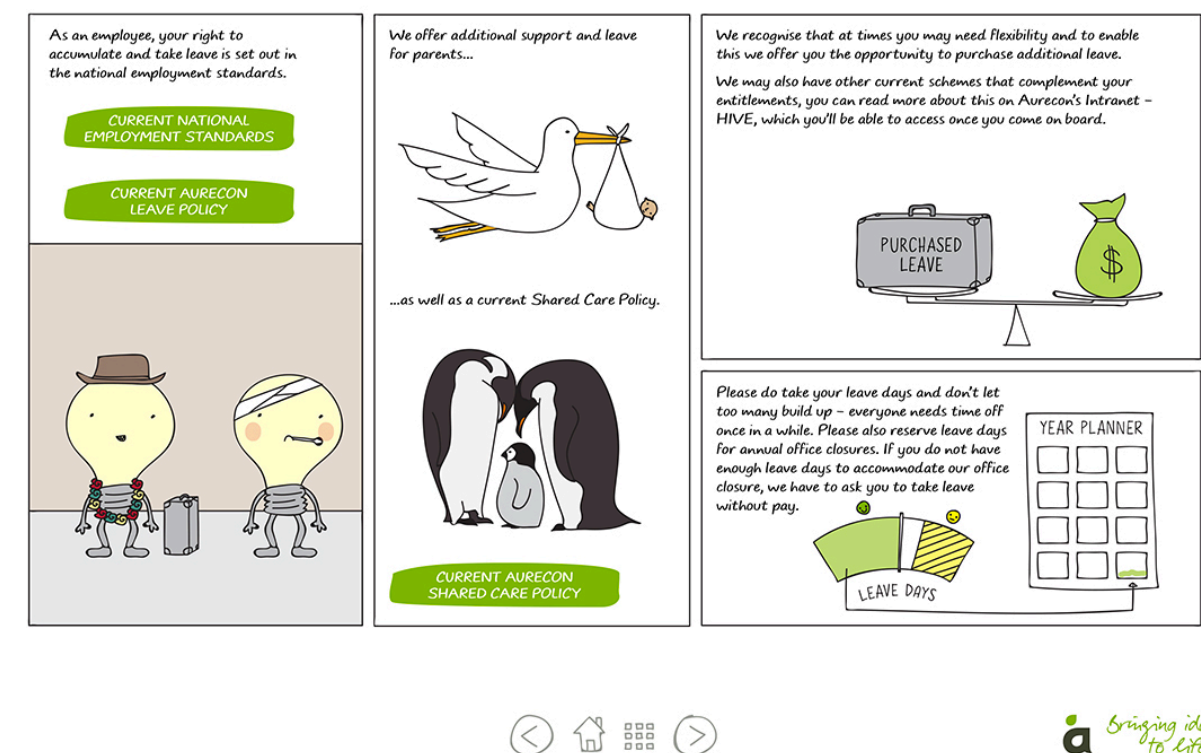 As an employee, your right to
accumulate and take leave is set out in
the national employment standards.
CURRENT NATIONAL
EMPLOYMENT STANDARDS
CURRENT AURECON
LEAVE POLICY
We offer additional support and leave
for parents...
...as well as a current Shared Care Policy.
CURRENT AURECON
SHARED CARE POLICY
We recognise that at times you may need flexibility and to enable
this we offer you the opportunity to purchase additional leave.
We may also have other current schemes that complement your
entitlements, you can read more about this on Aurecon's Intranet –
HIVE, which you'll be able to access once you come on board.
PURCHASED
LEAVE
$
Please do take your leave days and don't let
too many build up – everyone needs time off
once in a while. Please also reserve leave days
for annual office closures. If you do not have
enough leave days to accommodate our office
closure, we have to ask you to take leave
without pay.
YEAR PLANNER
LEAVE DAYS
a
Bringing
to